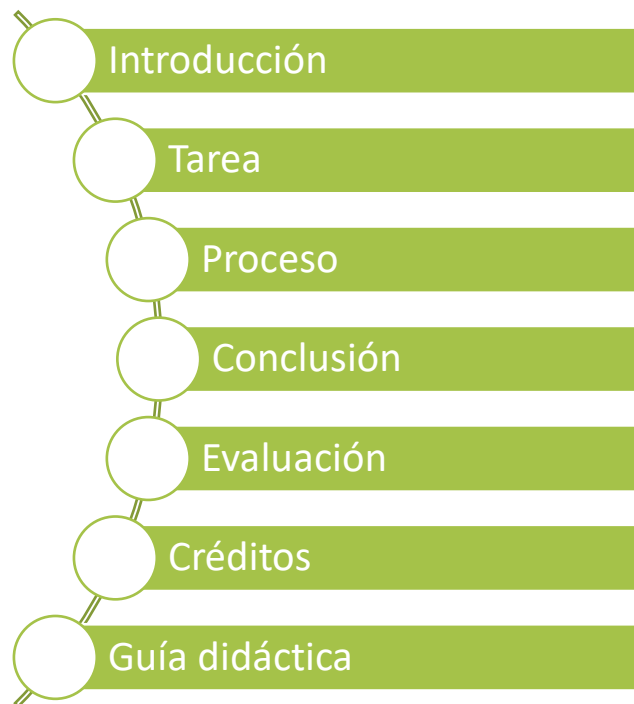 Introducción
Tarea
Proceso
Conclusión
Evaluación
Créditos
Guía didáctica